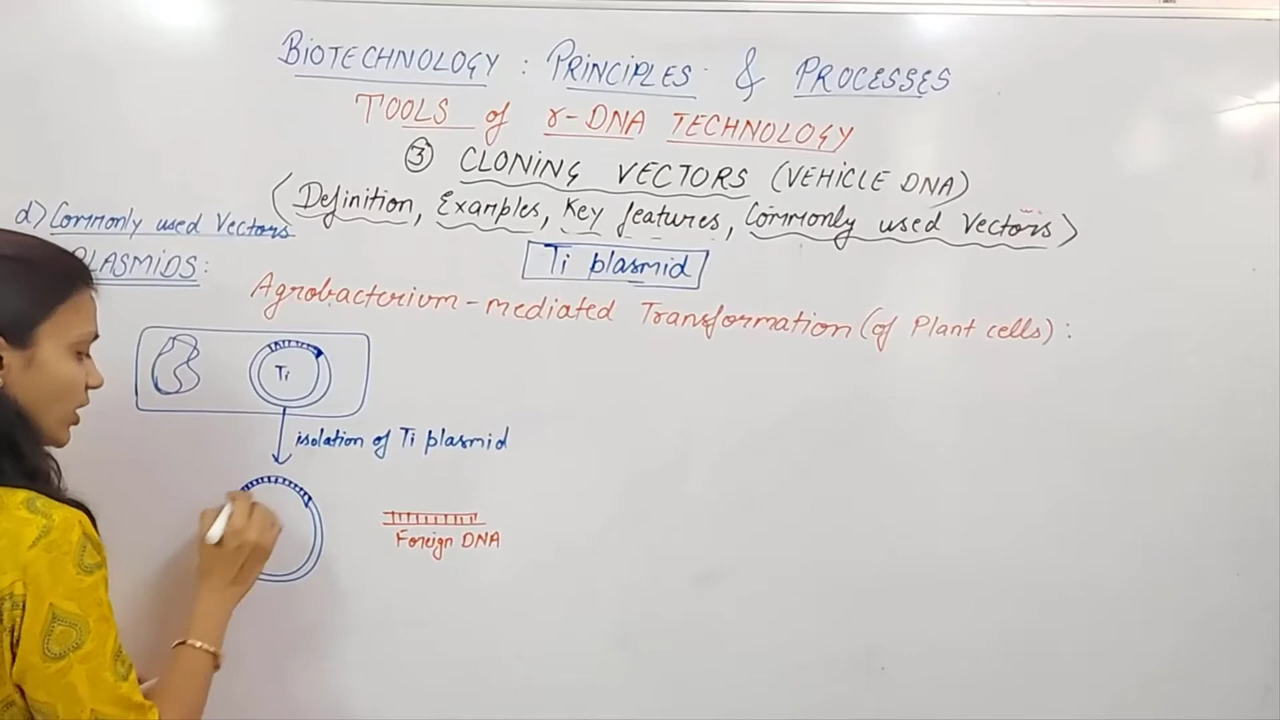 BIOTECHNOLOGY : PRINCIPLES & PROCESSES
TOOLS of r-DNA TECHNOLOGY
③ CLONING VECTORS (VEHICLE DNA)
(Definition, Examples, Key features, Commonly used Vectors)
d) Commonly used Vectors
PLASMIDS:
Ti plasmid
Agrobacterium-mediated Transformation (of Plant cells):
Ti
isolation of Ti plasmid
Foreign DNA